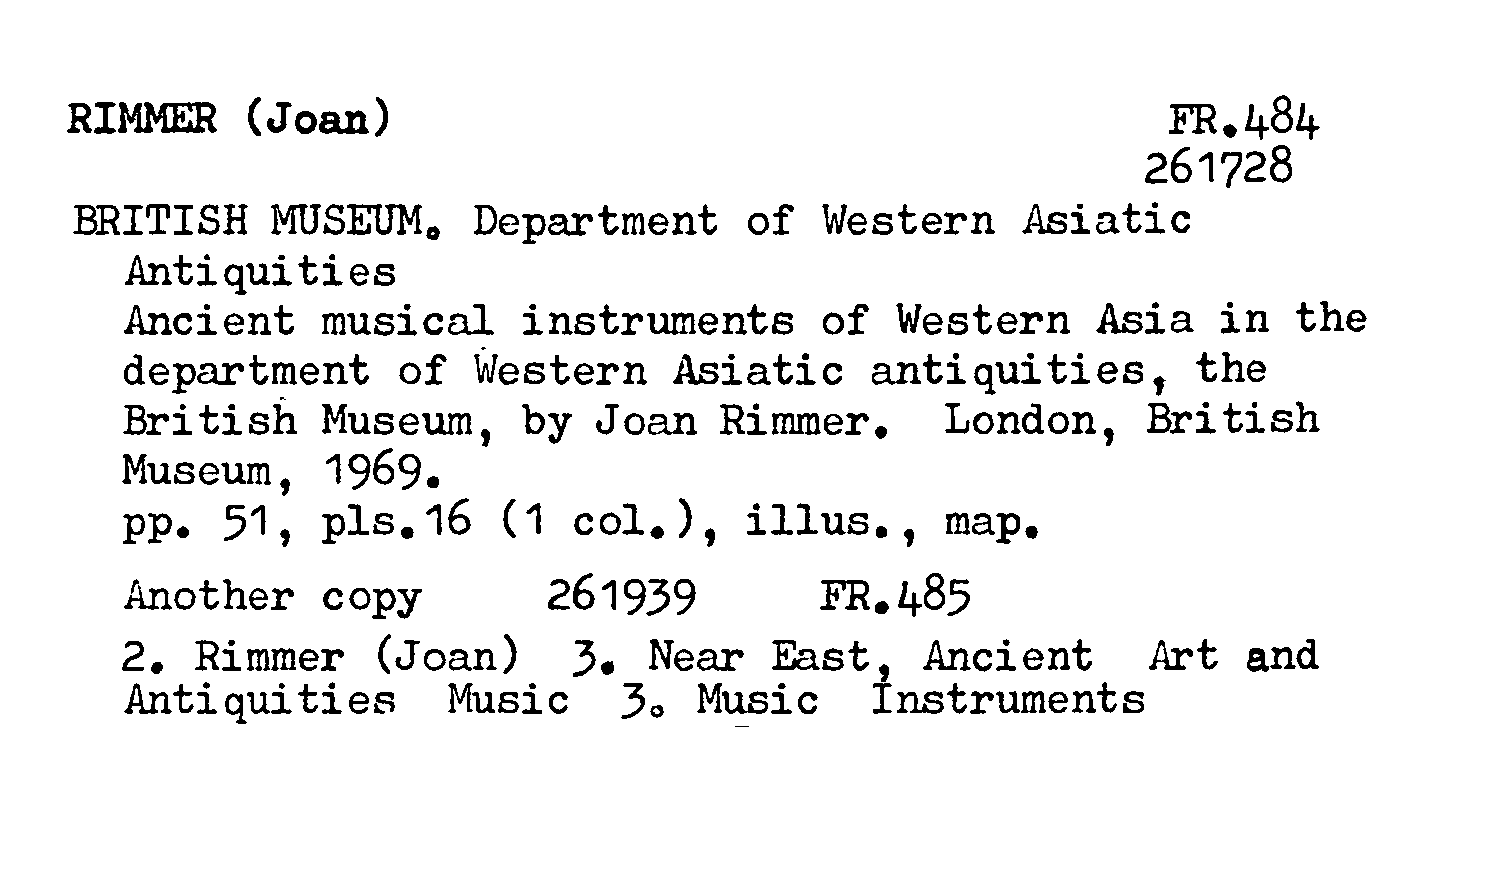 RIMMER (Joan) FR.484
261728
BRITISH MUSEUM. Department of Western Asiatic
Antiquities
Ancient musical instruments of Western Asia in the
department of Western Asiatic antiquities, the
British Museum, by Joan Rimmer. London, British
Museum, 1969.
pp. 51, pls.16 (1 col.), illus., map.
Another copy 261939 FR.485
2. Rimmer (Joan) 3. Near East, Ancient Art and
Antiquities Music 3. Music Instruments